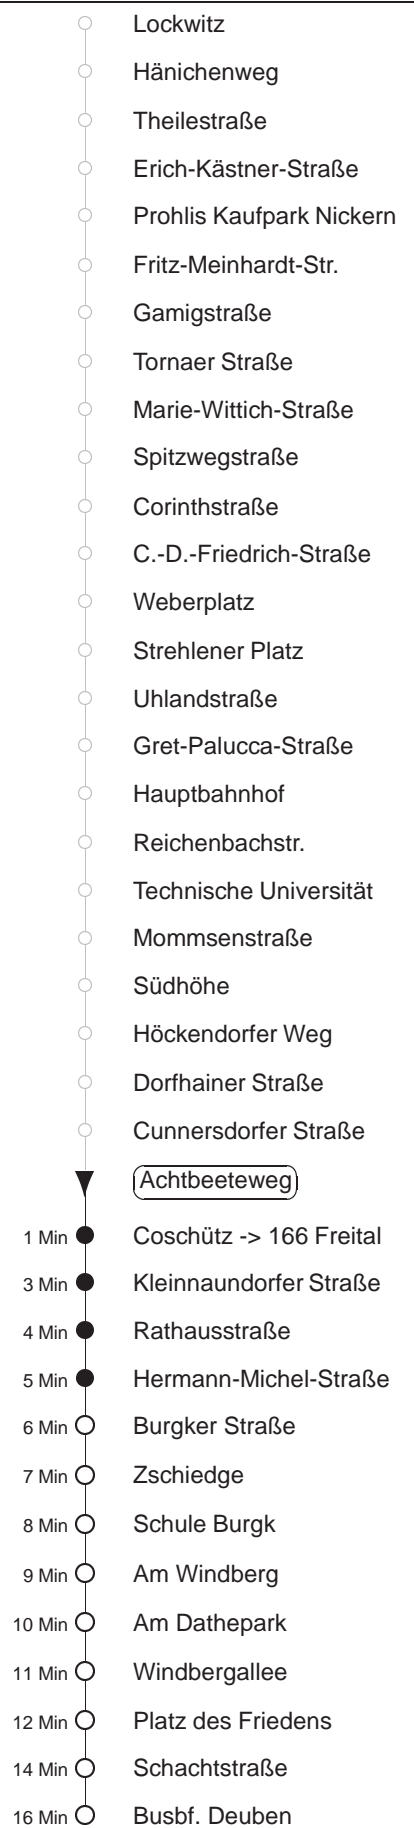 Lockwitz
Hänichenweg
Theilestraße
Erich-Kästner-Straße
Prohlis Kaufpark Nickern
Fritz-Meinhardt-Str.
Gamigstraße
Tornaer Straße
Marie-Wittich-Straße
Spitzwegstraße
Corinthstraße
C.-D.-Friedrich-Straße
Weberplatz
Strehlener Platz
Uhlandstraße
Gret-Palucca-Straße
Hauptbahnhof
Reichenbachstr.
Technische Universität
Mommsenstraße
Südhöhe
Höckendorfer Weg
Dorfhainer Straße
Cunnersdorfer Straße
Achtbeeteweg
1 Min Coschütz -> 166 Freital
3 Min Kleinnaundorfer Straße
4 Min Rathausstraße
5 Min Hermann-Michel-Straße
6 Min Burgker Straße
7 Min Zschiedge
8 Min Schule Burgk
9 Min Am Windberg
10 Min Am Dathepark
11 Min Windbergallee
12 Min Platz des Friedens
14 Min Schachtstraße
16 Min Busbf. Deuben